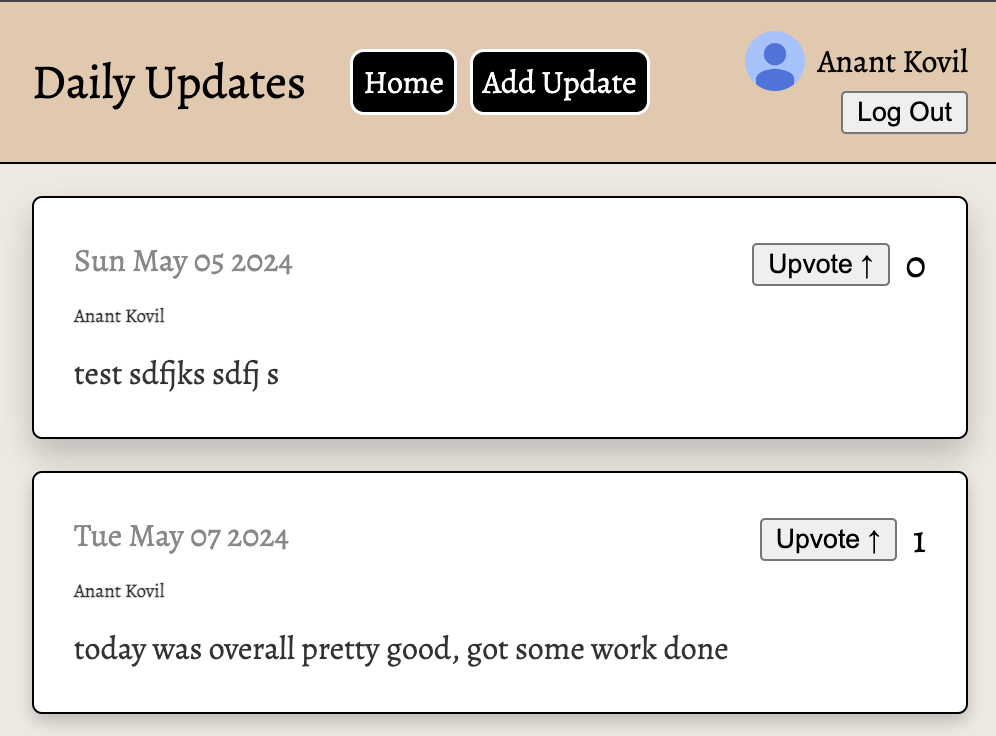 Daily Updates
Home
Add Update
Anant Kovil
Log Out
Sun May 05 2024
Upvote ↑ 0
Anant Kovil
test sdfjks sdfj s
Tue May 07 2024
Upvote ↑ 1
Anant Kovil
today was overall pretty good, got some work done